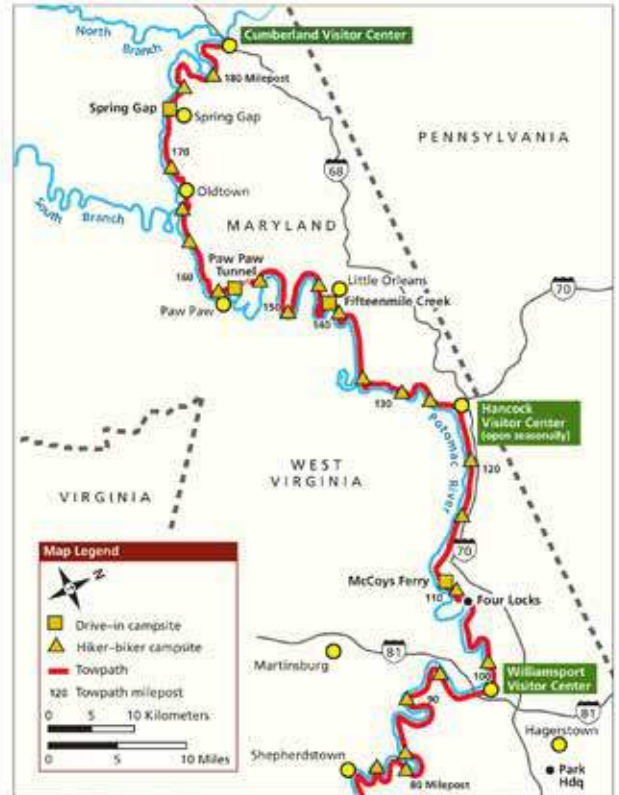 North
Branch
Cumberland Visitor Center
180 Milepost
Spring Gap
Spring Gap
PENNSYLVANIA
170
68
Oldtown
South
Branch
MARYLAND
Paw Paw
Tunnel
160
Little Orleans
70
150
Fifteenmile Creek
Paw Paw
140
130
Hancock
Visitor Center
(open seasonally)
Potomac River
WEST
VIRGINIA
120
VIRGINIA
70
Map Legend
N
McCoys Ferry
110
Four Locks
Drive-in campsite
Hiker-biker campsite
81
Towpath
Martinsburg
100
Williamsport
Visitor Center
120 Towpath milepost
90
81
0 5 10 Kilometers
Hagerstown
0 5 10 Miles
Shepherdstown
Park
Hdq
80 Milepost